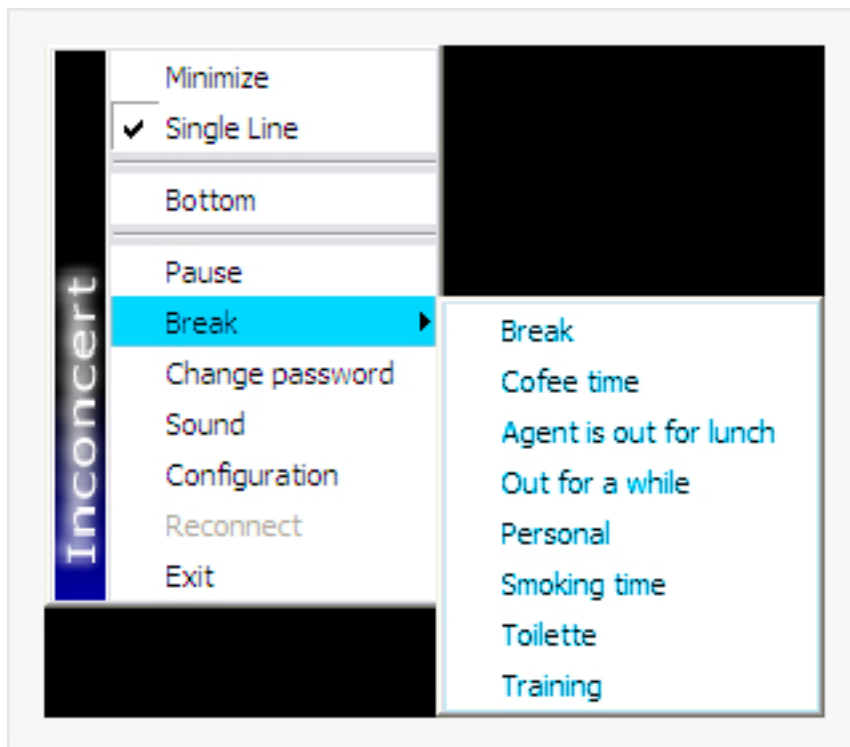 Inconcert
Minimize
Single Line
Bottom
Pause
Break
Change password
Sound
Configuration
Reconnect
Exit
Break
Cofee time
Agent is out for lunch
Out for a while
Personal
Smoking time
Toilette
Training